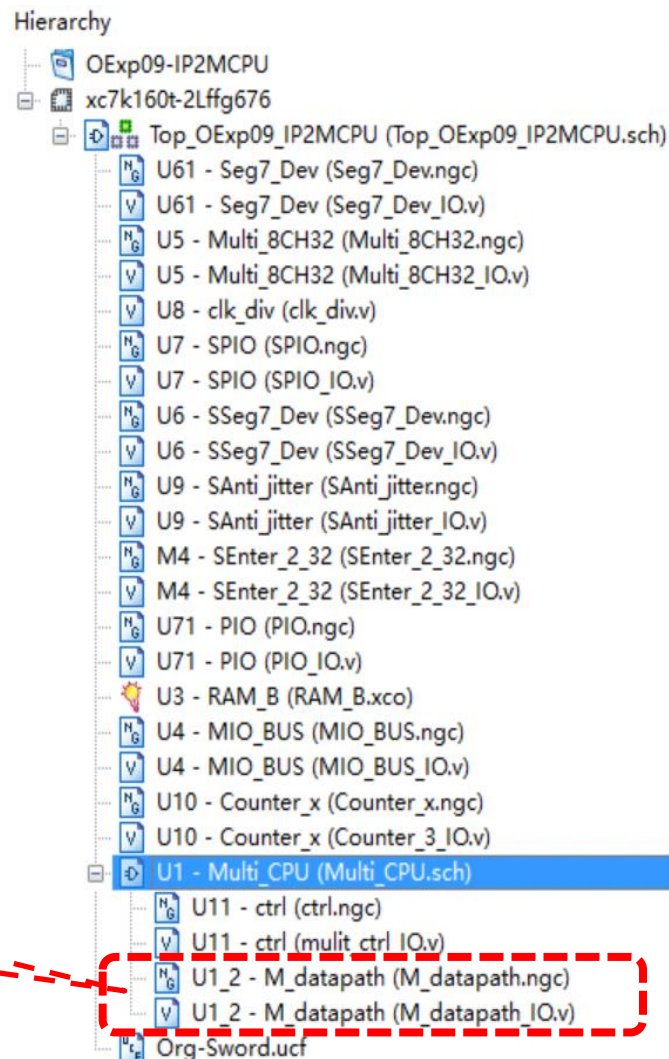 Hierarchy
OExp09-IP2MCPU
xc7k160t-2Lffg676
Top_OExp09_IP2MCPU (Top_OExp09_IP2MCPU.sch)
U61 - Seg7_Dev (Seg7_Dev.ngc)
U61 - Seg7_Dev (Seg7_Dev_IO.v)
U5 - Multi_8CH32 (Multi_8CH32.ngc)
U5 - Multi_8CH32 (Multi_8CH32_IO.v)
U8 - clk_div (clk_div.v)
U7 - SPIO (SPIO.ngc)
U7 - SPIO (SPIO_IO.v)
U6 - SSeg7_Dev (SSeg7_Dev.ngc)
U6 - SSeg7_Dev (SSeg7_Dev_IO.v)
U9 - SAnti_jitter (SAnti_jitter.ngc)
U9 - SAnti_jitter (SAnti_jitter_IO.v)
M4 - SEnter_2_32 (SEnter_2_32.ngc)
M4 - SEnter_2_32 (SEnter_2_32_IO.v)
U71 - PIO (PIO.ngc)
U71 - PIO (PIO_IO.v)
U3 - RAM_B (RAM_B.xco)
U4 - MIO_BUS (MIO_BUS.ngc)
U4 - MIO_BUS (MIO_BUS_IO.v)
U10 - Counter_x (Counter_x.ngc)
U10 - Counter_x (Counter_3_IO.v)
U1 - Multi_CPU (Multi_CPU.sch)
U11 - ctrl (ctrl.ngc)
U11 - ctrl (mulit_ctrl_IO.v)
U1_2 - M_datapath (M_datapath.ngc)
U1_2 - M_datapath (M_datapath_IO.v)
Org-Sword.ucf